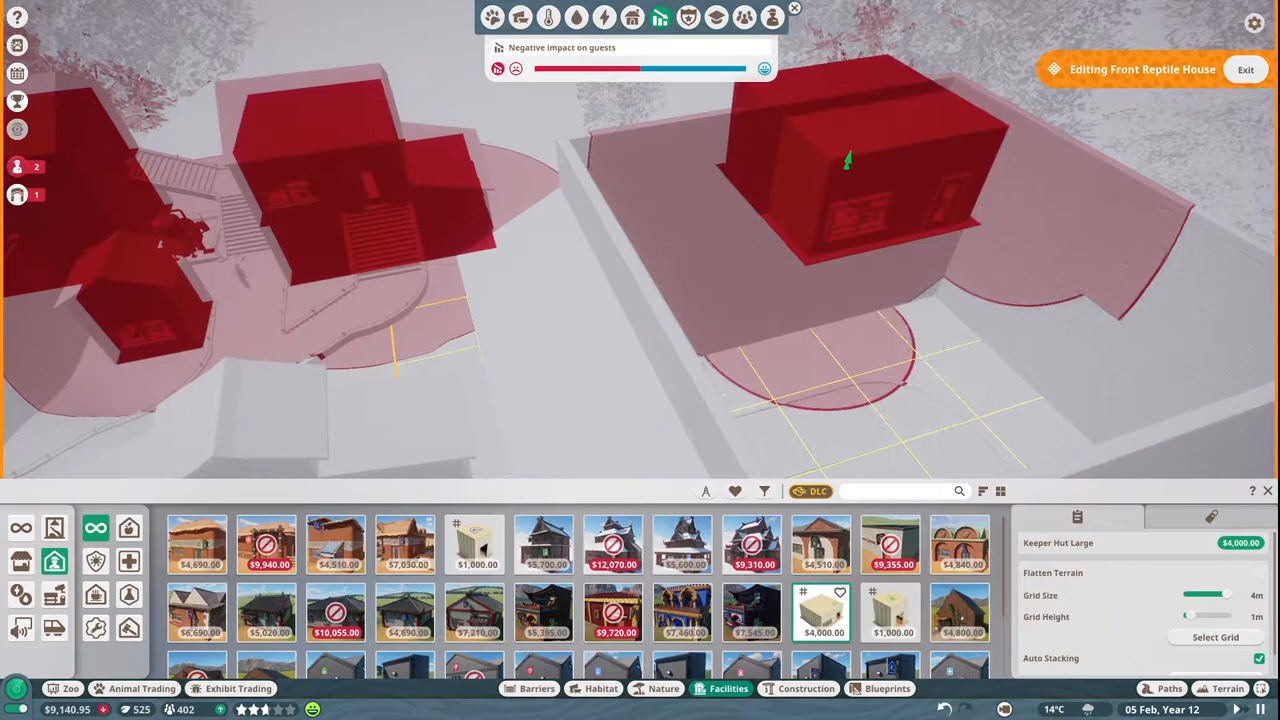 Negative impact on guests
Editing Front Reptile House
Exit
2
1
DLC
$4,690.00 $9,940.00 $4,510.00 $7,030.00 $1,000.00 $5,700.00 $12,070.00 $5,600.00 $9,310.00 $4,510.00 $9,355.00 $4,840.00
$6,690.00 $5,020.00 $10,055.00 $4,690.00 $7,210.00 $5,395.00 $9,720.00 $7,460.00 $7,545.00 $4,000.00 $1,000.00 $4,800.00
Keeper Hut Large $4,000.00
Flatten Terrain
Grid Size 4m
Grid Height 1m
Select Grid
Auto Stacking
Zoo Animal Trading Exhibit Trading Barriers Habitat Nature Facilities Construction Blueprints Paths Terrain
$9,140.95 525 402 14°C 05 Feb, Year 12